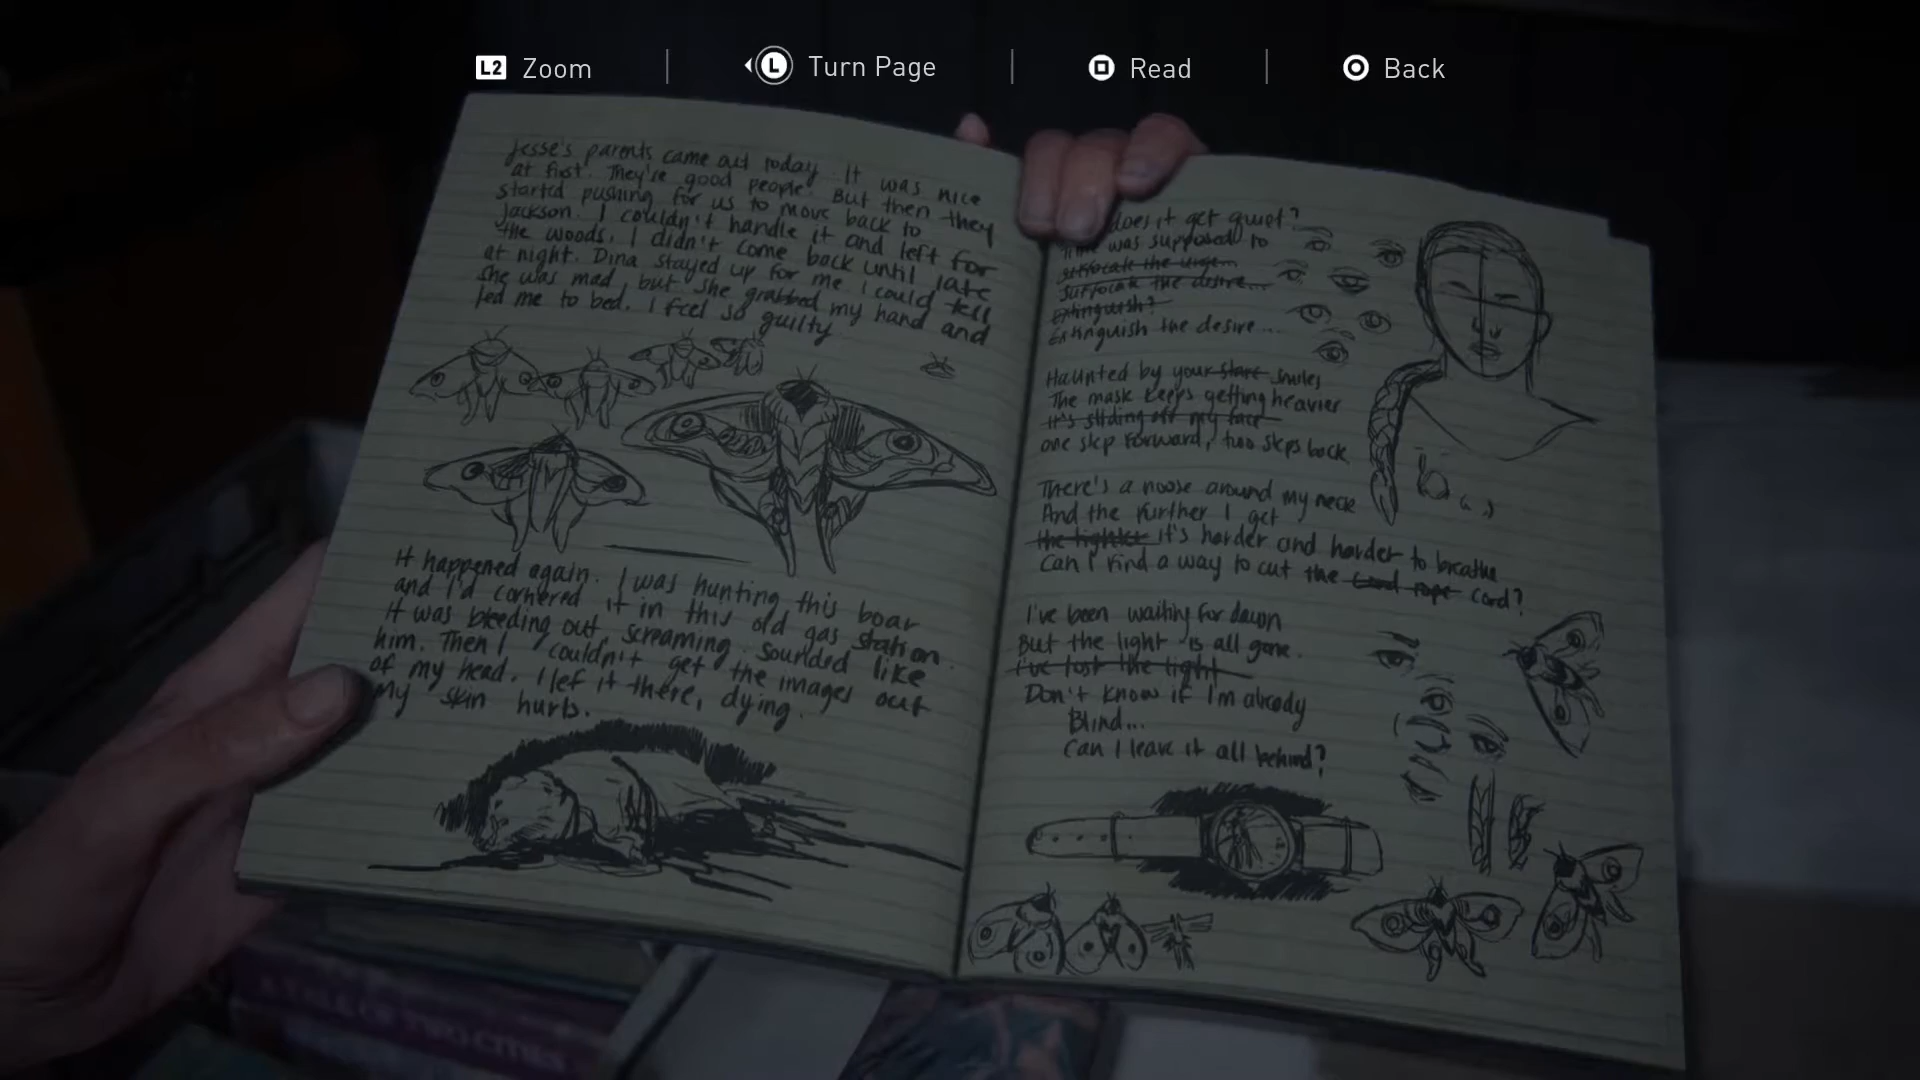 L2 Zoom
L Turn Page
Read
Back
Jesse's parents came out today. It was nice
at first. They're good people. But then they
started pushing for us to move back to
Jackson. I couldn't handle it and left for
the woods. I didn't come back until late
at night. Dina stayed up for me. I could tell
she was mad, but she grabbed my hand and
led me to bed. I feel so guilty.
It happened again. I was hunting this boar
and I'd cornered it in this old gas station.
It was bleeding out, screaming. Sounded like
him. Then I couldn't get the images out
of my head. I lef it there, dying.
My skin hurts.
does it get quiet?
Time was supposed to
suffocate the urge...
suffocate the desire...
extinguish?
Extinguish the desire...
Haunted by your stare smiles
The mask keeps getting heavier
It's sliding off my face
one step forward, two steps back
There's a noose around my neck
And the further I get
the tighter it's harder and harder to breathe
Can I find a way to cut the cord rope cord?
I've been waiting for dawn
But the light is all gone.
I've lost the light
Don't know if I'm already
Blind...
Can I leave it all behind?
A TALE OF TWO CITIES